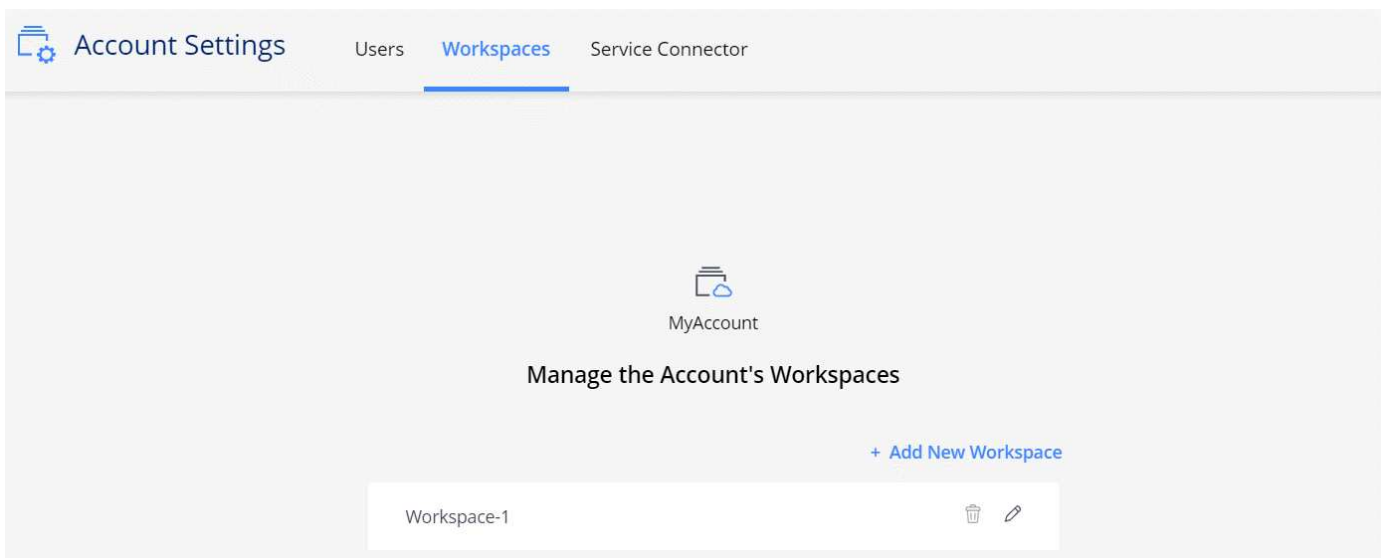 Account Settings Users Workspaces Service Connector
MyAccount
Manage the Account's Workspaces
+ Add New Workspace
Workspace-1